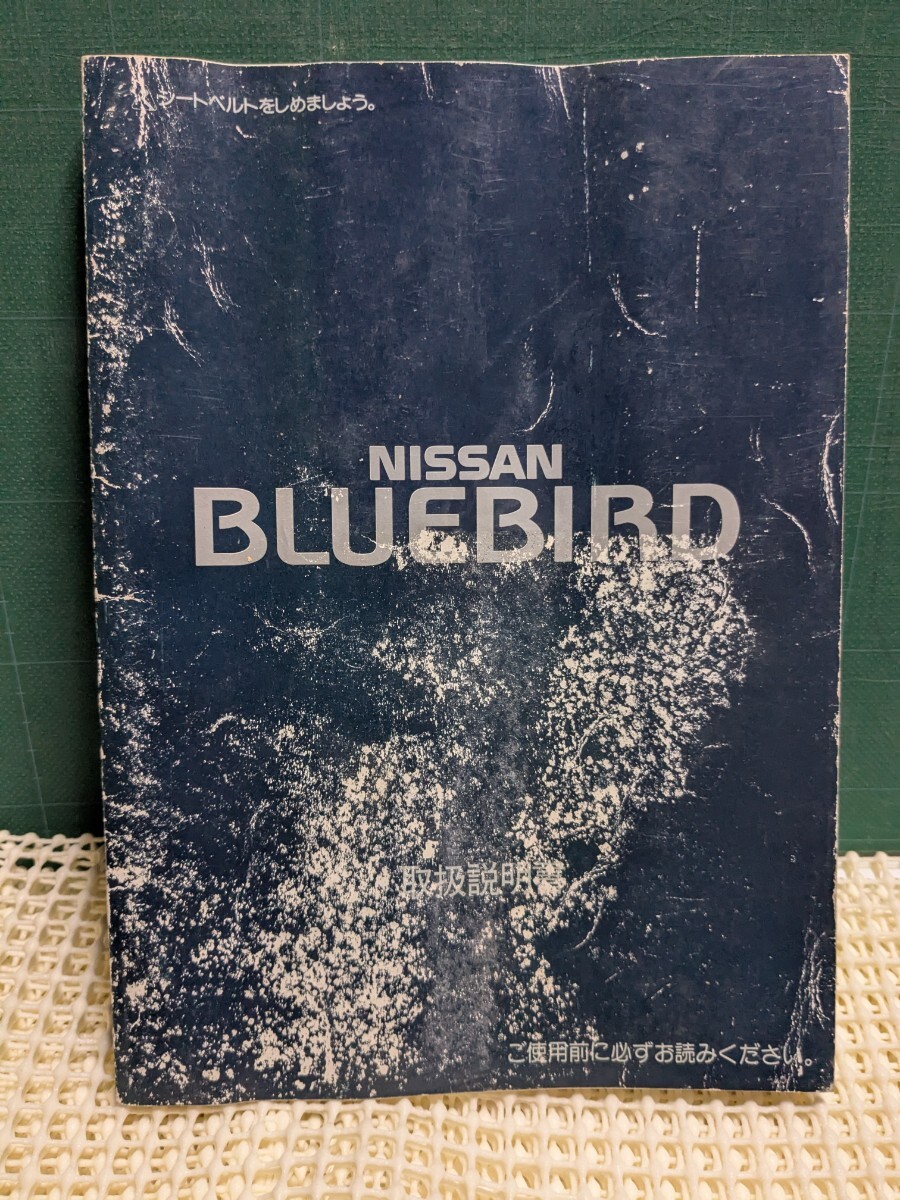 シートベルトをしめましょう。
NISSAN
BLUEBIRD
取扱説明書
ご使用前に必ずお読みください。